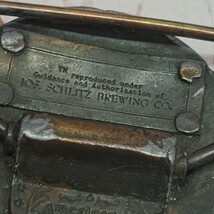 TM
reproduced under
Guidance and Authorization of
JOS. SCHLITZ BREWING CO.